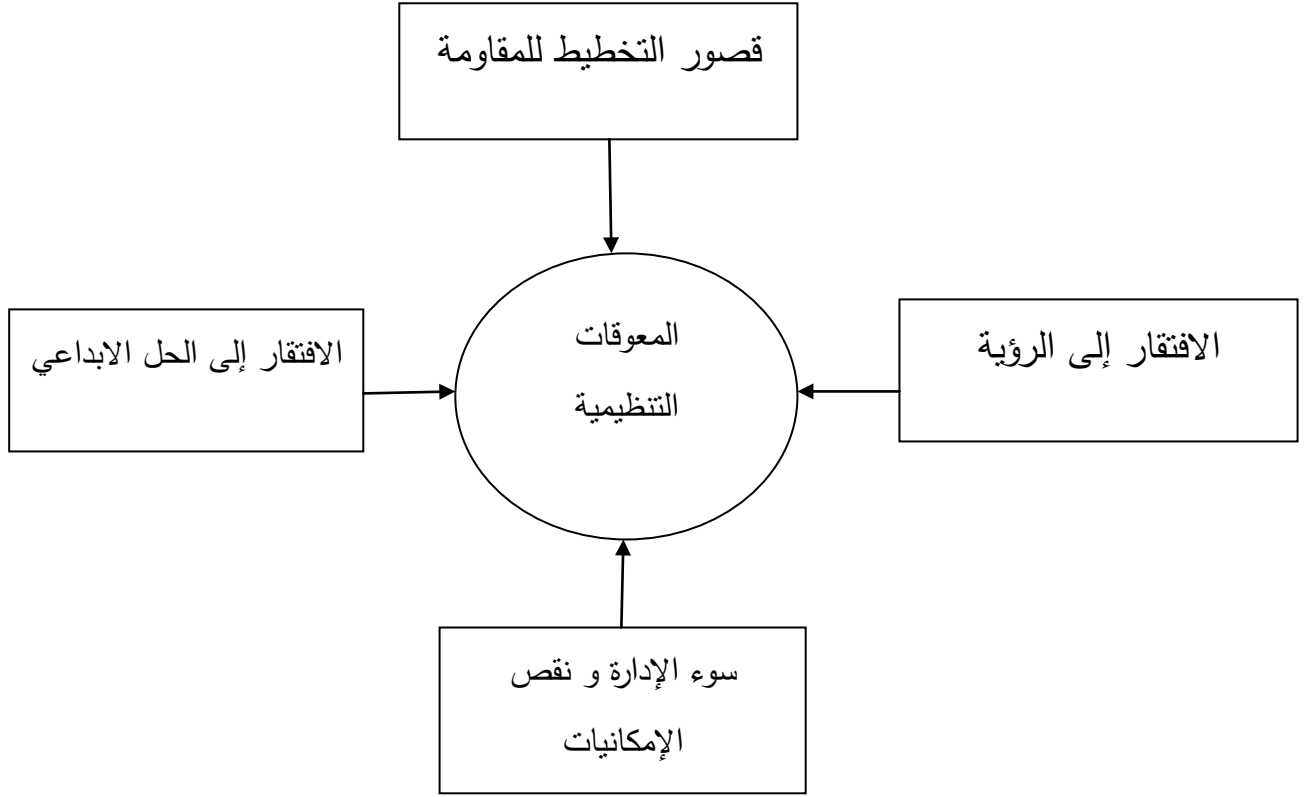 قصور التخطيط للمقاومة
الافتقار إلى الرؤية
المعوقات
التنظيمية
الافتقار إلى الحل الابداعي
سوء الإدارة و نقص
الإمكانيات